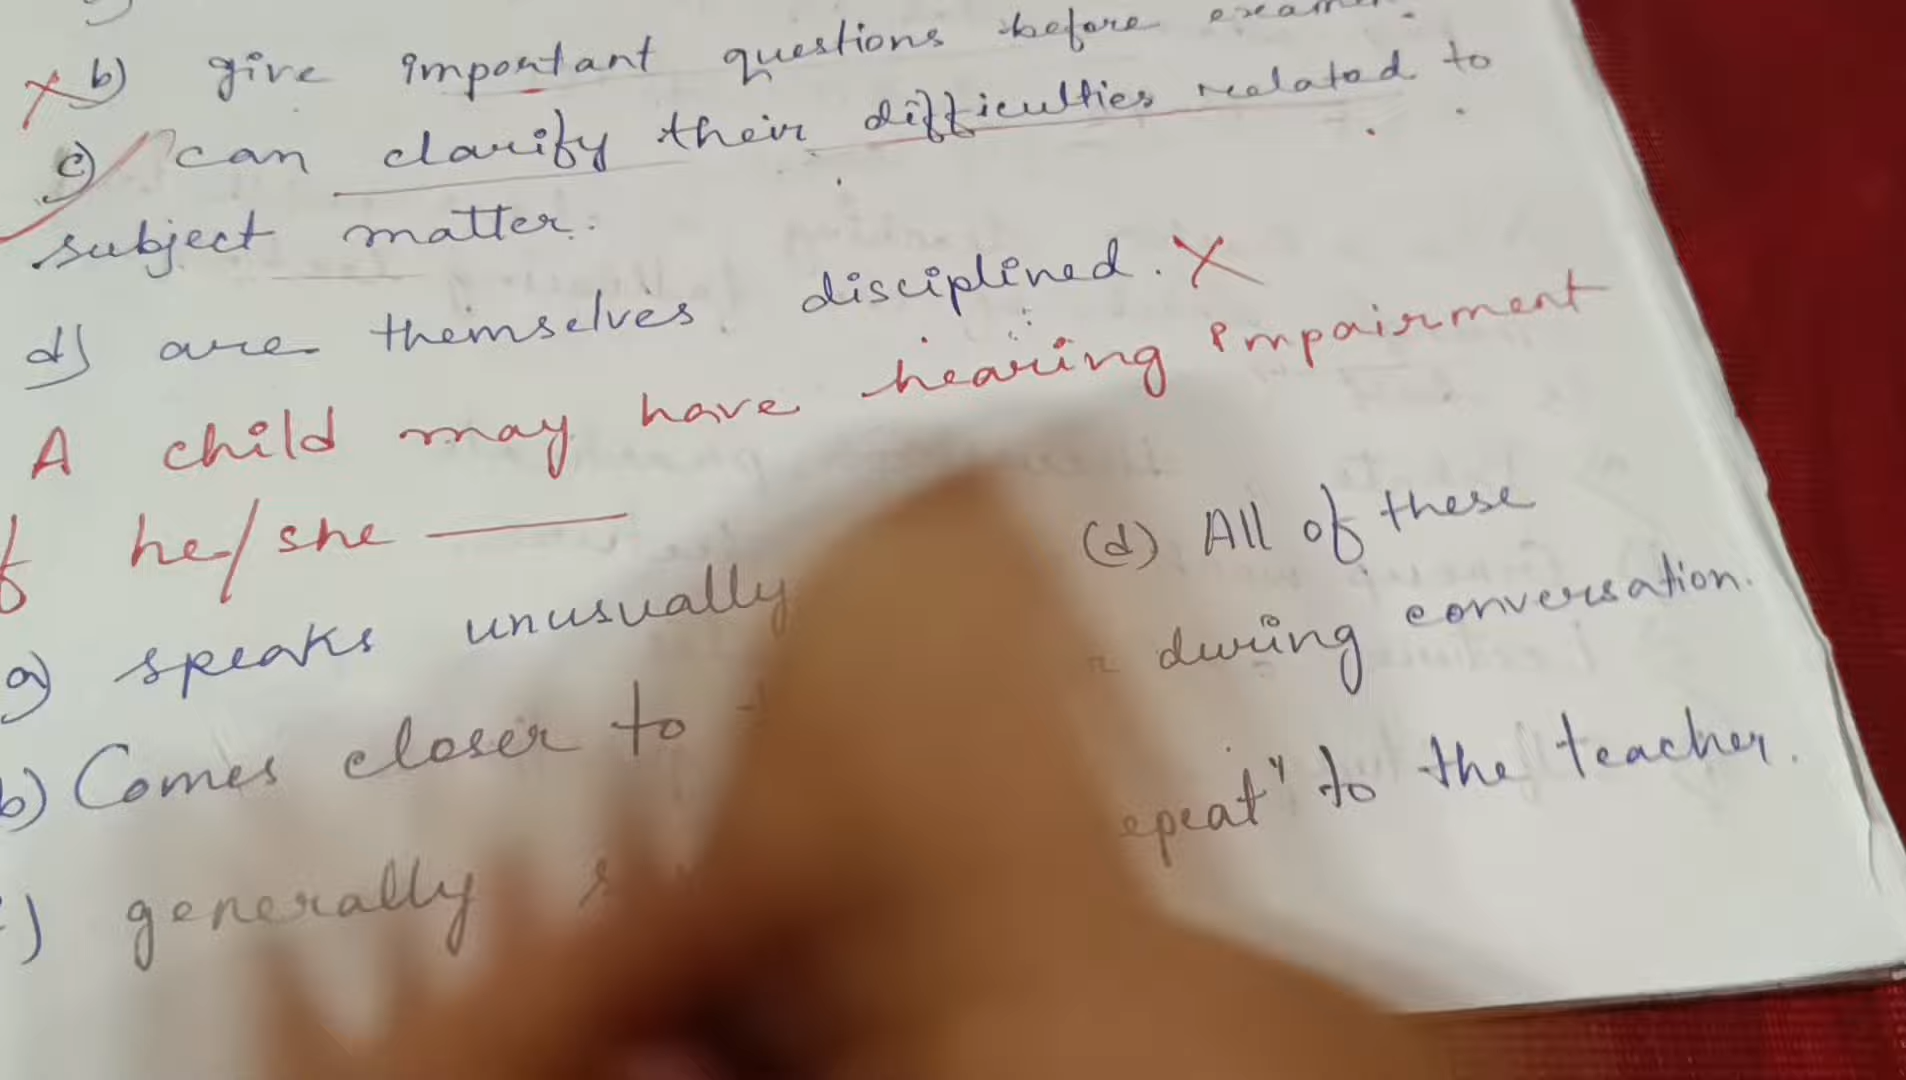 b) give important questions before
c) can clarify their difficulties related to
subject matter.
d) are themselves disciplined.
A child may have hearing impairment
he/she
a) speaks unusually
(d) All of these
b) Comes closer to
during conversation.
generally
to the teacher.